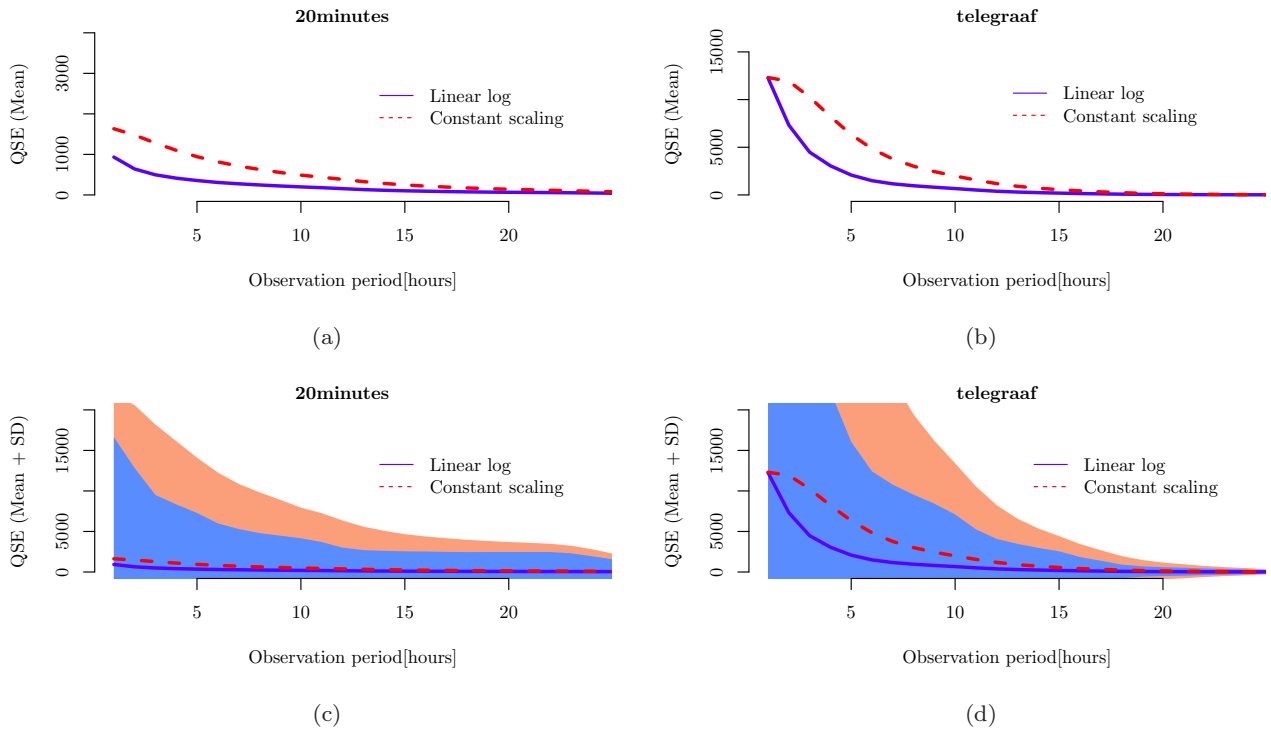 20minutes
QSE (Mean)
0 1000 3000
Linear log
Constant scaling
5 10 15 20
Observation period[hours]
(a)
telegraaf
QSE (Mean)
0 5000 15000
Linear log
Constant scaling
5 10 15 20
Observation period[hours]
(b)
20minutes
QSE (Mean + SD)
0 5000 15000
Linear log
Constant scaling
5 10 15 20
Observation period[hours]
(c)
telegraaf
QSE (Mean + SD)
0 5000 15000
Linear log
Constant scaling
5 10 15 20
Observation period[hours]
(d)